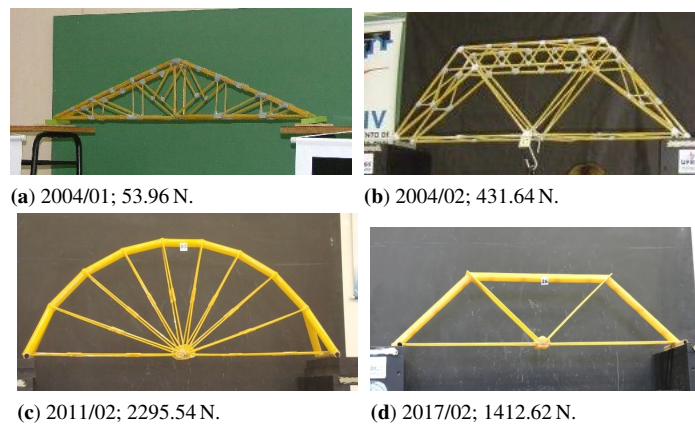 (a) 2004/01; 53.96 N.
(b) 2004/02; 431.64 N.
(c) 2011/02; 2295.54 N.
(d) 2017/02; 1412.62 N.